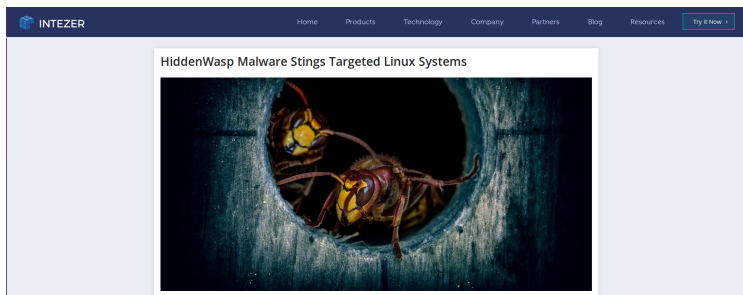 INTEZER
Home
Products
Technology
Company
Partners
Blog
Resources
Try it Now >
HiddenWasp Malware Stings Targeted Linux Systems